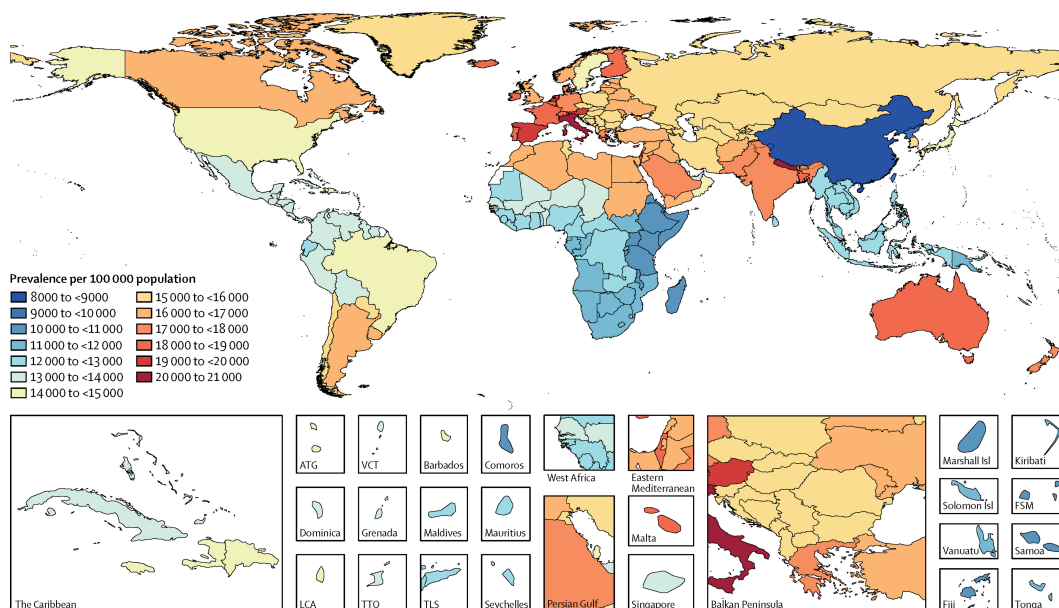 Prevalence per 100 000 population
8000 to <9000
9000 to <10 000
10 000 to <11 000
11 000 to <12 000
12 000 to <13 000
13 000 to <14 000
14 000 to <15 000
15 000 to <16 000
16 000 to <17 000
17 000 to <18 000
18 000 to <19 000
19 000 to <20 000
20 000 to 21 000
The Caribbean
ATG
VCT
Barbados
Comoros
Dominica
Grenada
Maldives
Mauritius
LCA
TTO
TLS
Seychelles
West Africa
Eastern
Mediterranean
Persian Gulf
Malta
Singapore
Balkan Peninsula
Marshall Isl
Kiribati
Solomon Isl
FSM
Vanuatu
Samoa
Fiji
Tonga